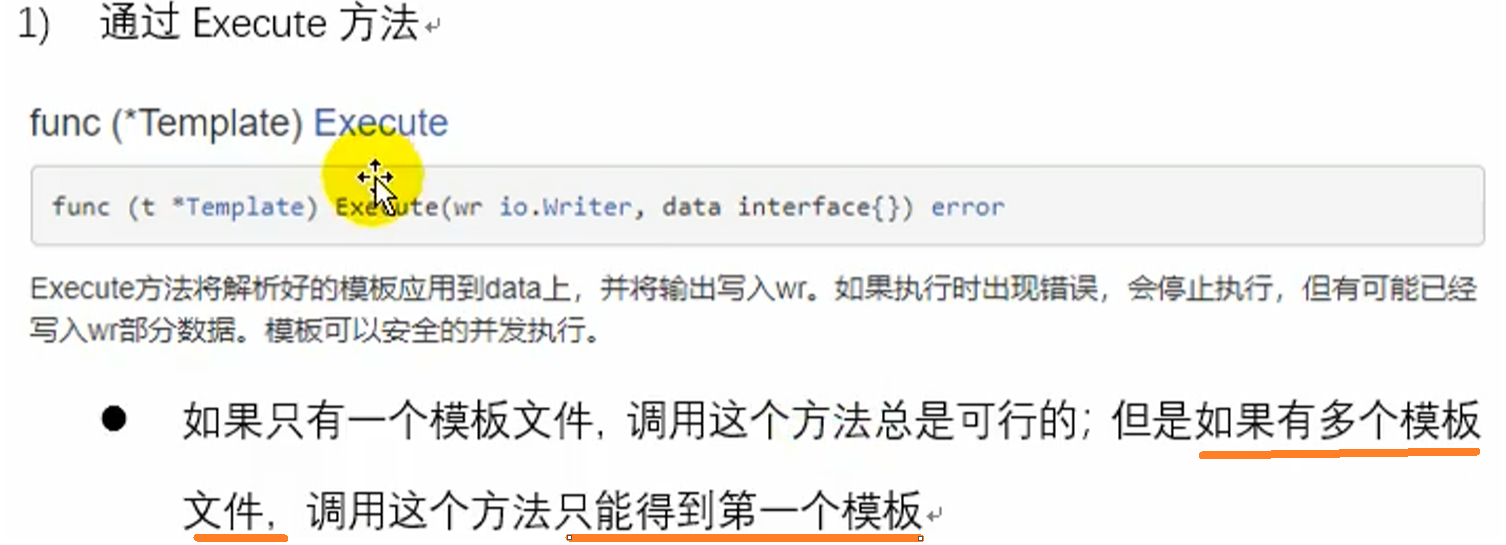 1) 通过 Execute 方法
func (*Template) Execute
func (t *Template) Execute(wr io.Writer, data interface{}) error
Execute方法将解析好的模板应用到data上，并将输出写入wr。如果执行时出现错误，会停止执行，但有可能已经
写入wr部分数据。模板可以安全的并发执行。
● 如果只有一个模板文件，调用这个方法总是可行的；但是如果有多个模板
文件，调用这个方法只能得到第一个模板